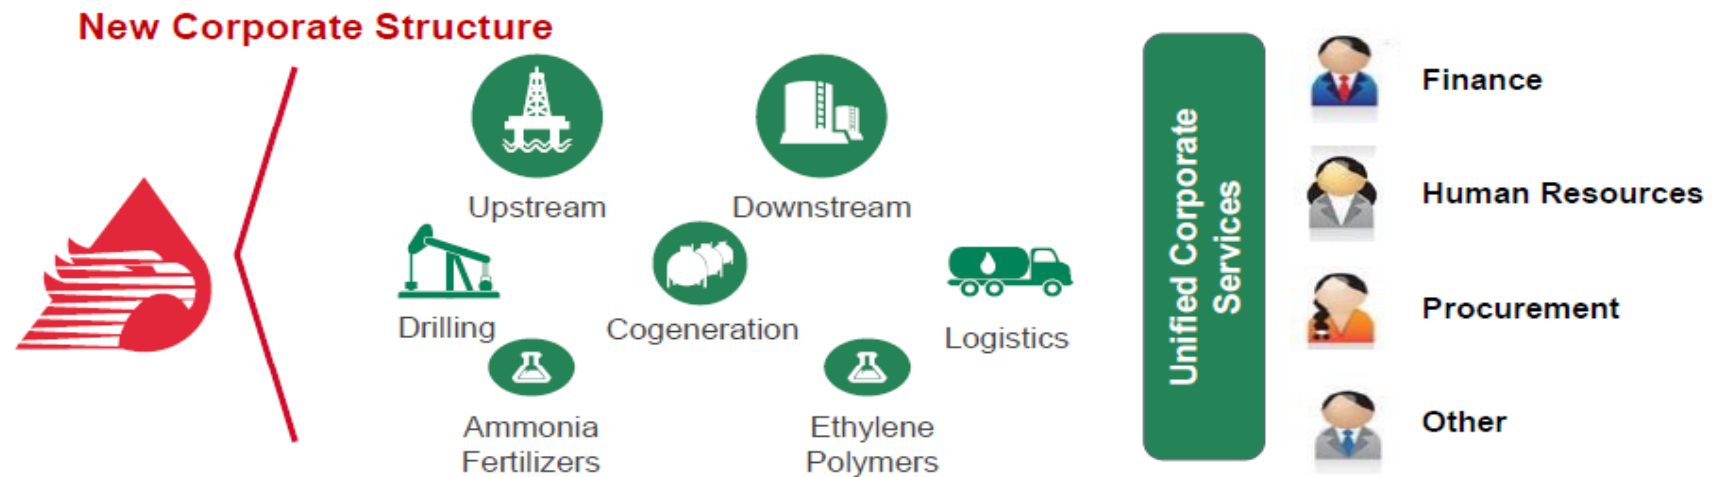 New Corporate Structure
Upstream
Downstream
Drilling
Cogeneration
Logistics
Ammonia
Fertilizers
Ethylene
Polymers
Unified Corporate
Services
Finance
Human Resources
Procurement
Other